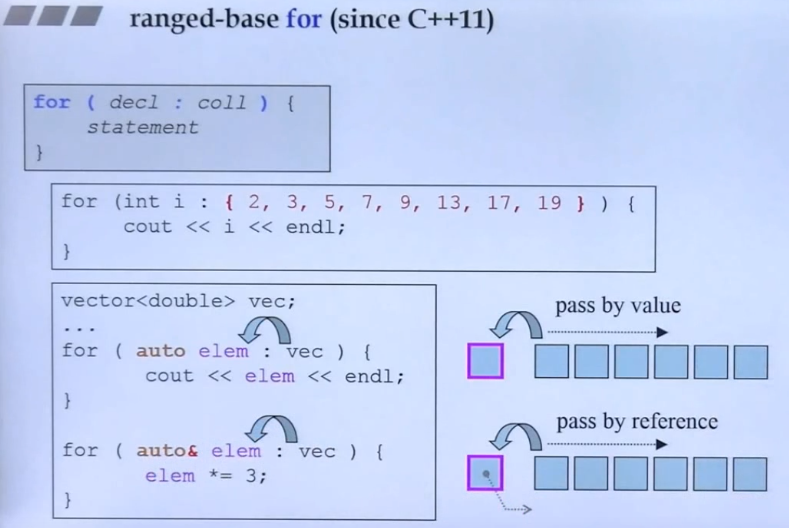 ranged-base for (since C++11)
for ( decl : coll ) {
statement
}
for (int i : { 2, 3, 5, 7, 9, 13, 17, 19 } ) {
cout << i << endl;
}
vector<double> vec;
...
for ( auto elem : vec ) {
cout << elem << endl;
}
for ( auto& elem : vec ) {
elem *= 3;
}
pass by value
pass by reference